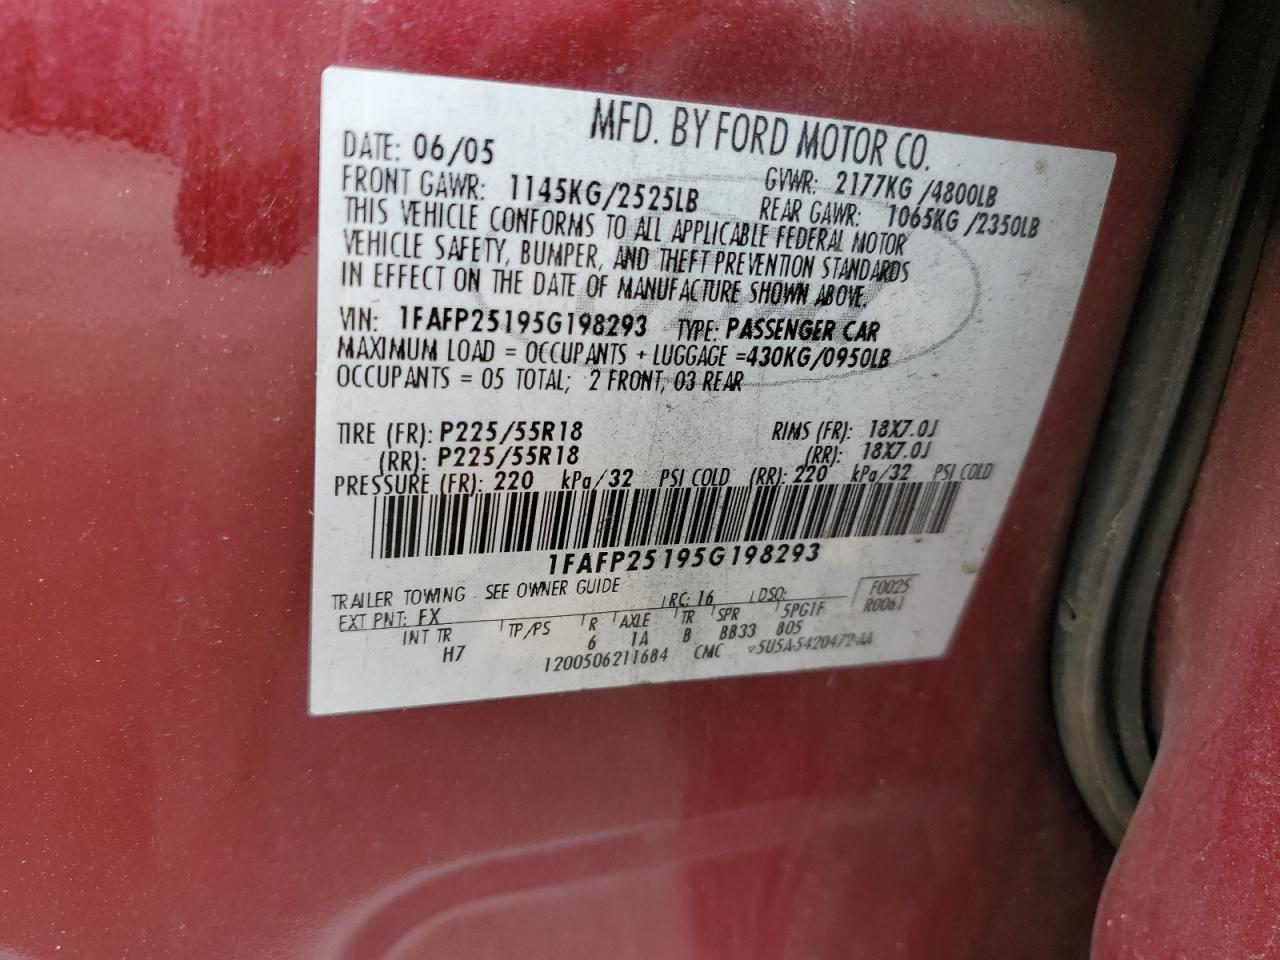 MFD. BY FORD MOTOR CO.
DATE: 06/05 GVWR: 2177KG /4800LB
FRONT GAWR: 1145KG/2525LB REAR GAWR: 1065KG /2350LB
THIS VEHICLE CONFORMS TO ALL APPLICABLE FEDERAL MOTOR
VEHICLE SAFETY, BUMPER, AND THEFT PREVENTION STANDARDS
IN EFFECT ON THE DATE OF MANUFACTURE SHOWN ABOVE.
VIN: 1FAFP25195G198293 TYPE: PASSENGER CAR
MAXIMUM LOAD = OCCUPANTS + LUGGAGE =430KG/0950LB
OCCUPANTS = 05 TOTAL; 2 FRONT, 03 REAR
TIRE (FR): P225/55R18 RIMS (FR): 18X7.0J
(RR): P225/55R18 (RR): 18X7.0J
PRESSURE (FR): 220 kPa/32 PSI COLD (RR): 220 kPa/32 PSI COLD
1FAFP25195G198293
TRAILER TOWING - SEE OWNER GUIDE
EXT PNT: FX RC: 16 DSO: F0025
R0061
INT TR TP/PS R AXLE TR SPR SPGIF
H7 6 1A B BB33 805
1200506211684 CMC 5U5A-5420472-AA